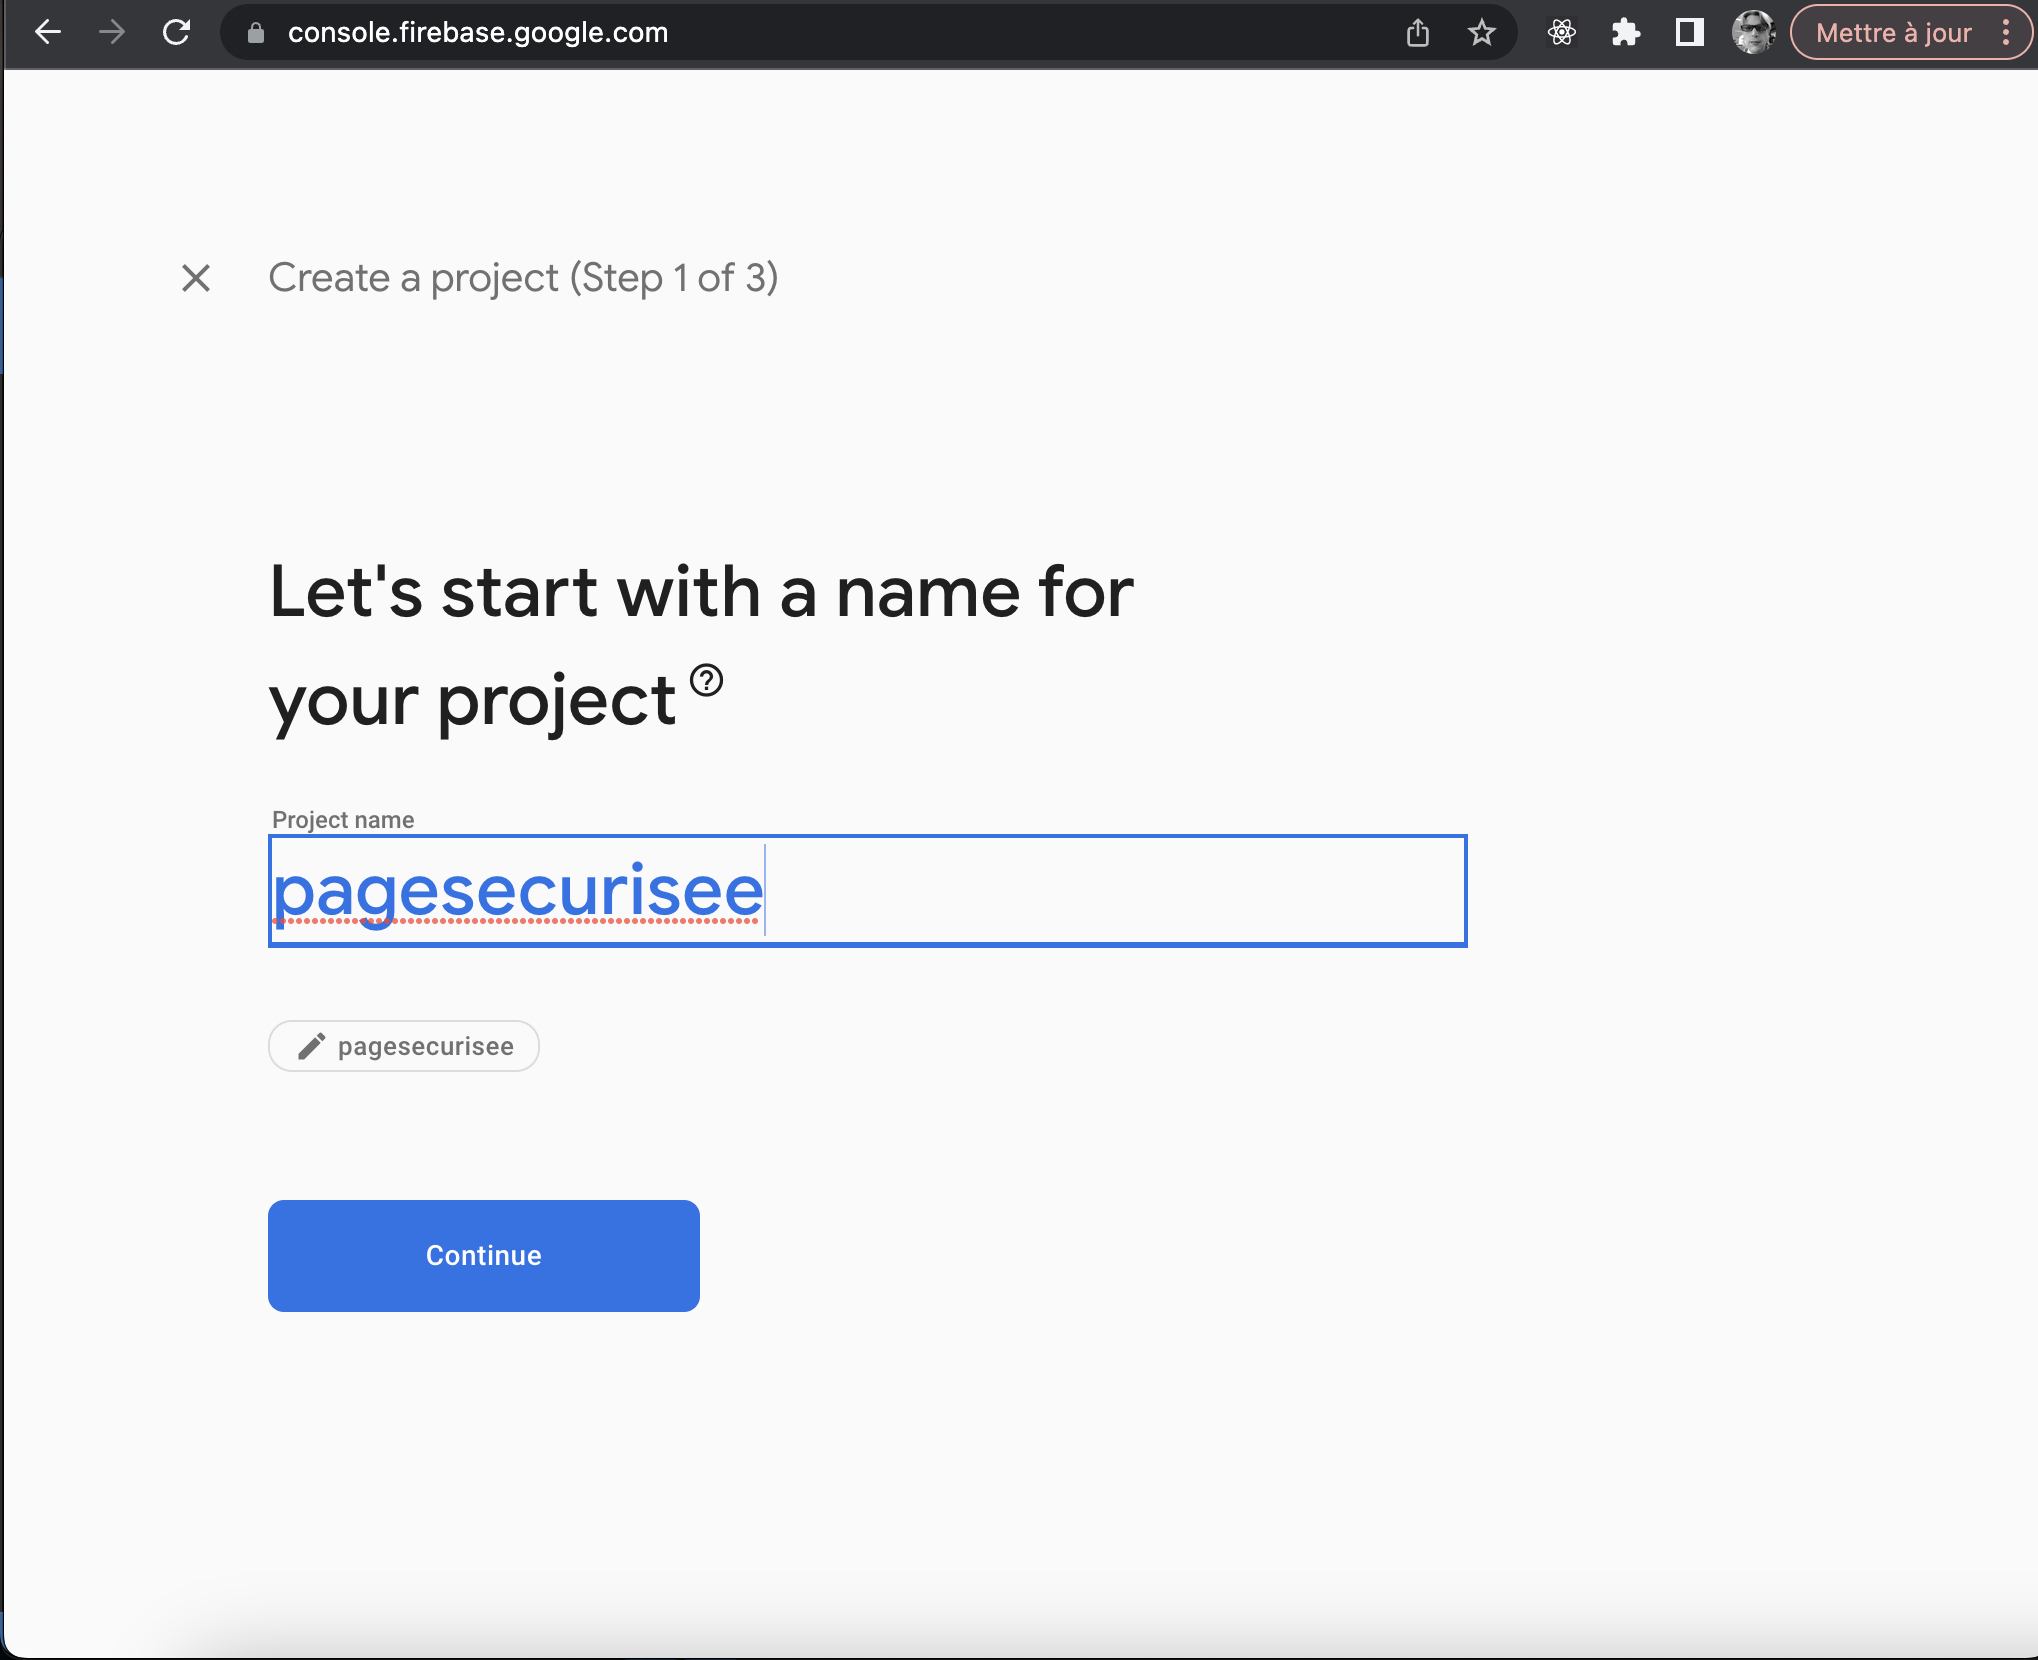 console.firebase.google.com
Mettre à jour
Create a project (Step 1 of 3)
Let's start with a name for
your project
Project name
pagesecurisee
pagesecurisee
Continue